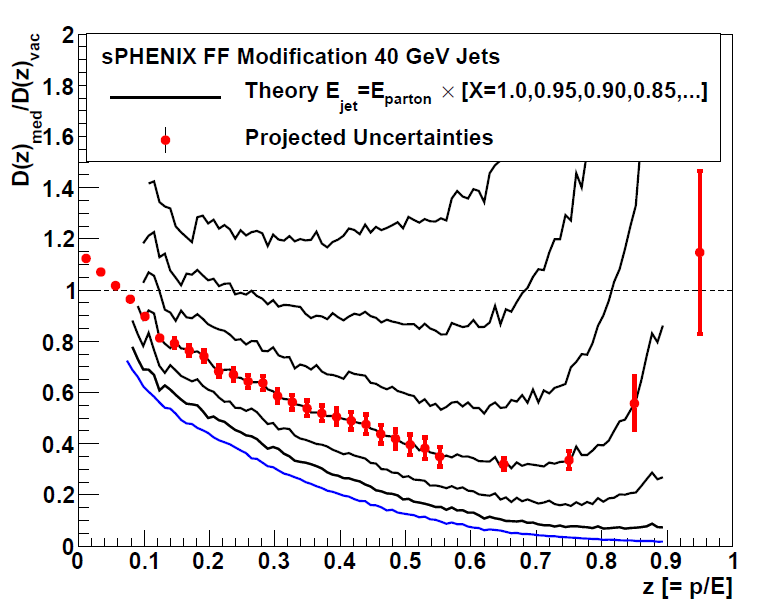 sPHENIX FF Modification 40 GeV Jets
Theory E_jet=E_parton × [X=1.0,0.95,0.90,0.85,...]
Projected Uncertainties
D(z)_med/D(z)_vac
2
1.8
1.6
1.4
1.2
1
0.8
0.6
0.4
0.2
0
0 0.1 0.2 0.3 0.4 0.5 0.6 0.7 0.8 0.9 1
z [= p/E]